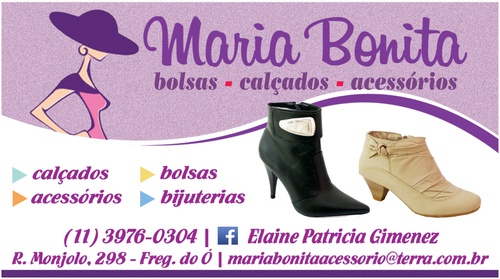 Maria Bonita
bolsas - calçados - acessórios
calçados bolsas
acessórios bijuterias
(11) 3976-0304 | f Elaine Patricia Gimenez
R. Monjolo, 298 - Freg. do Ó | mariabonitaacessorio@terra.com.br